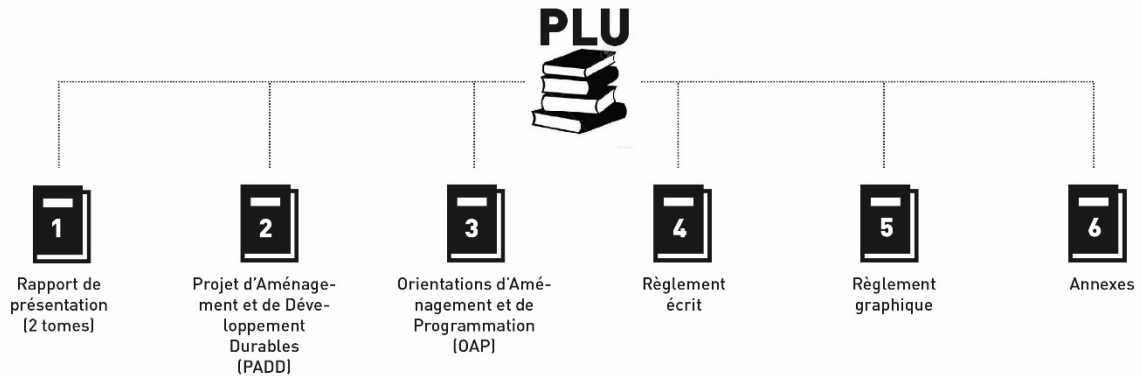 PLU
1
Rapport de
présentation
(2 tomes)
2
Projet d'Aménage-
ment et de Déve-
loppement
Durables
(PADD)
3
Orientations d'Amé-
nagement et de
Programmation
(OAP)
4
Règlement
écrit
5
Règlement
graphique
6
Annexes